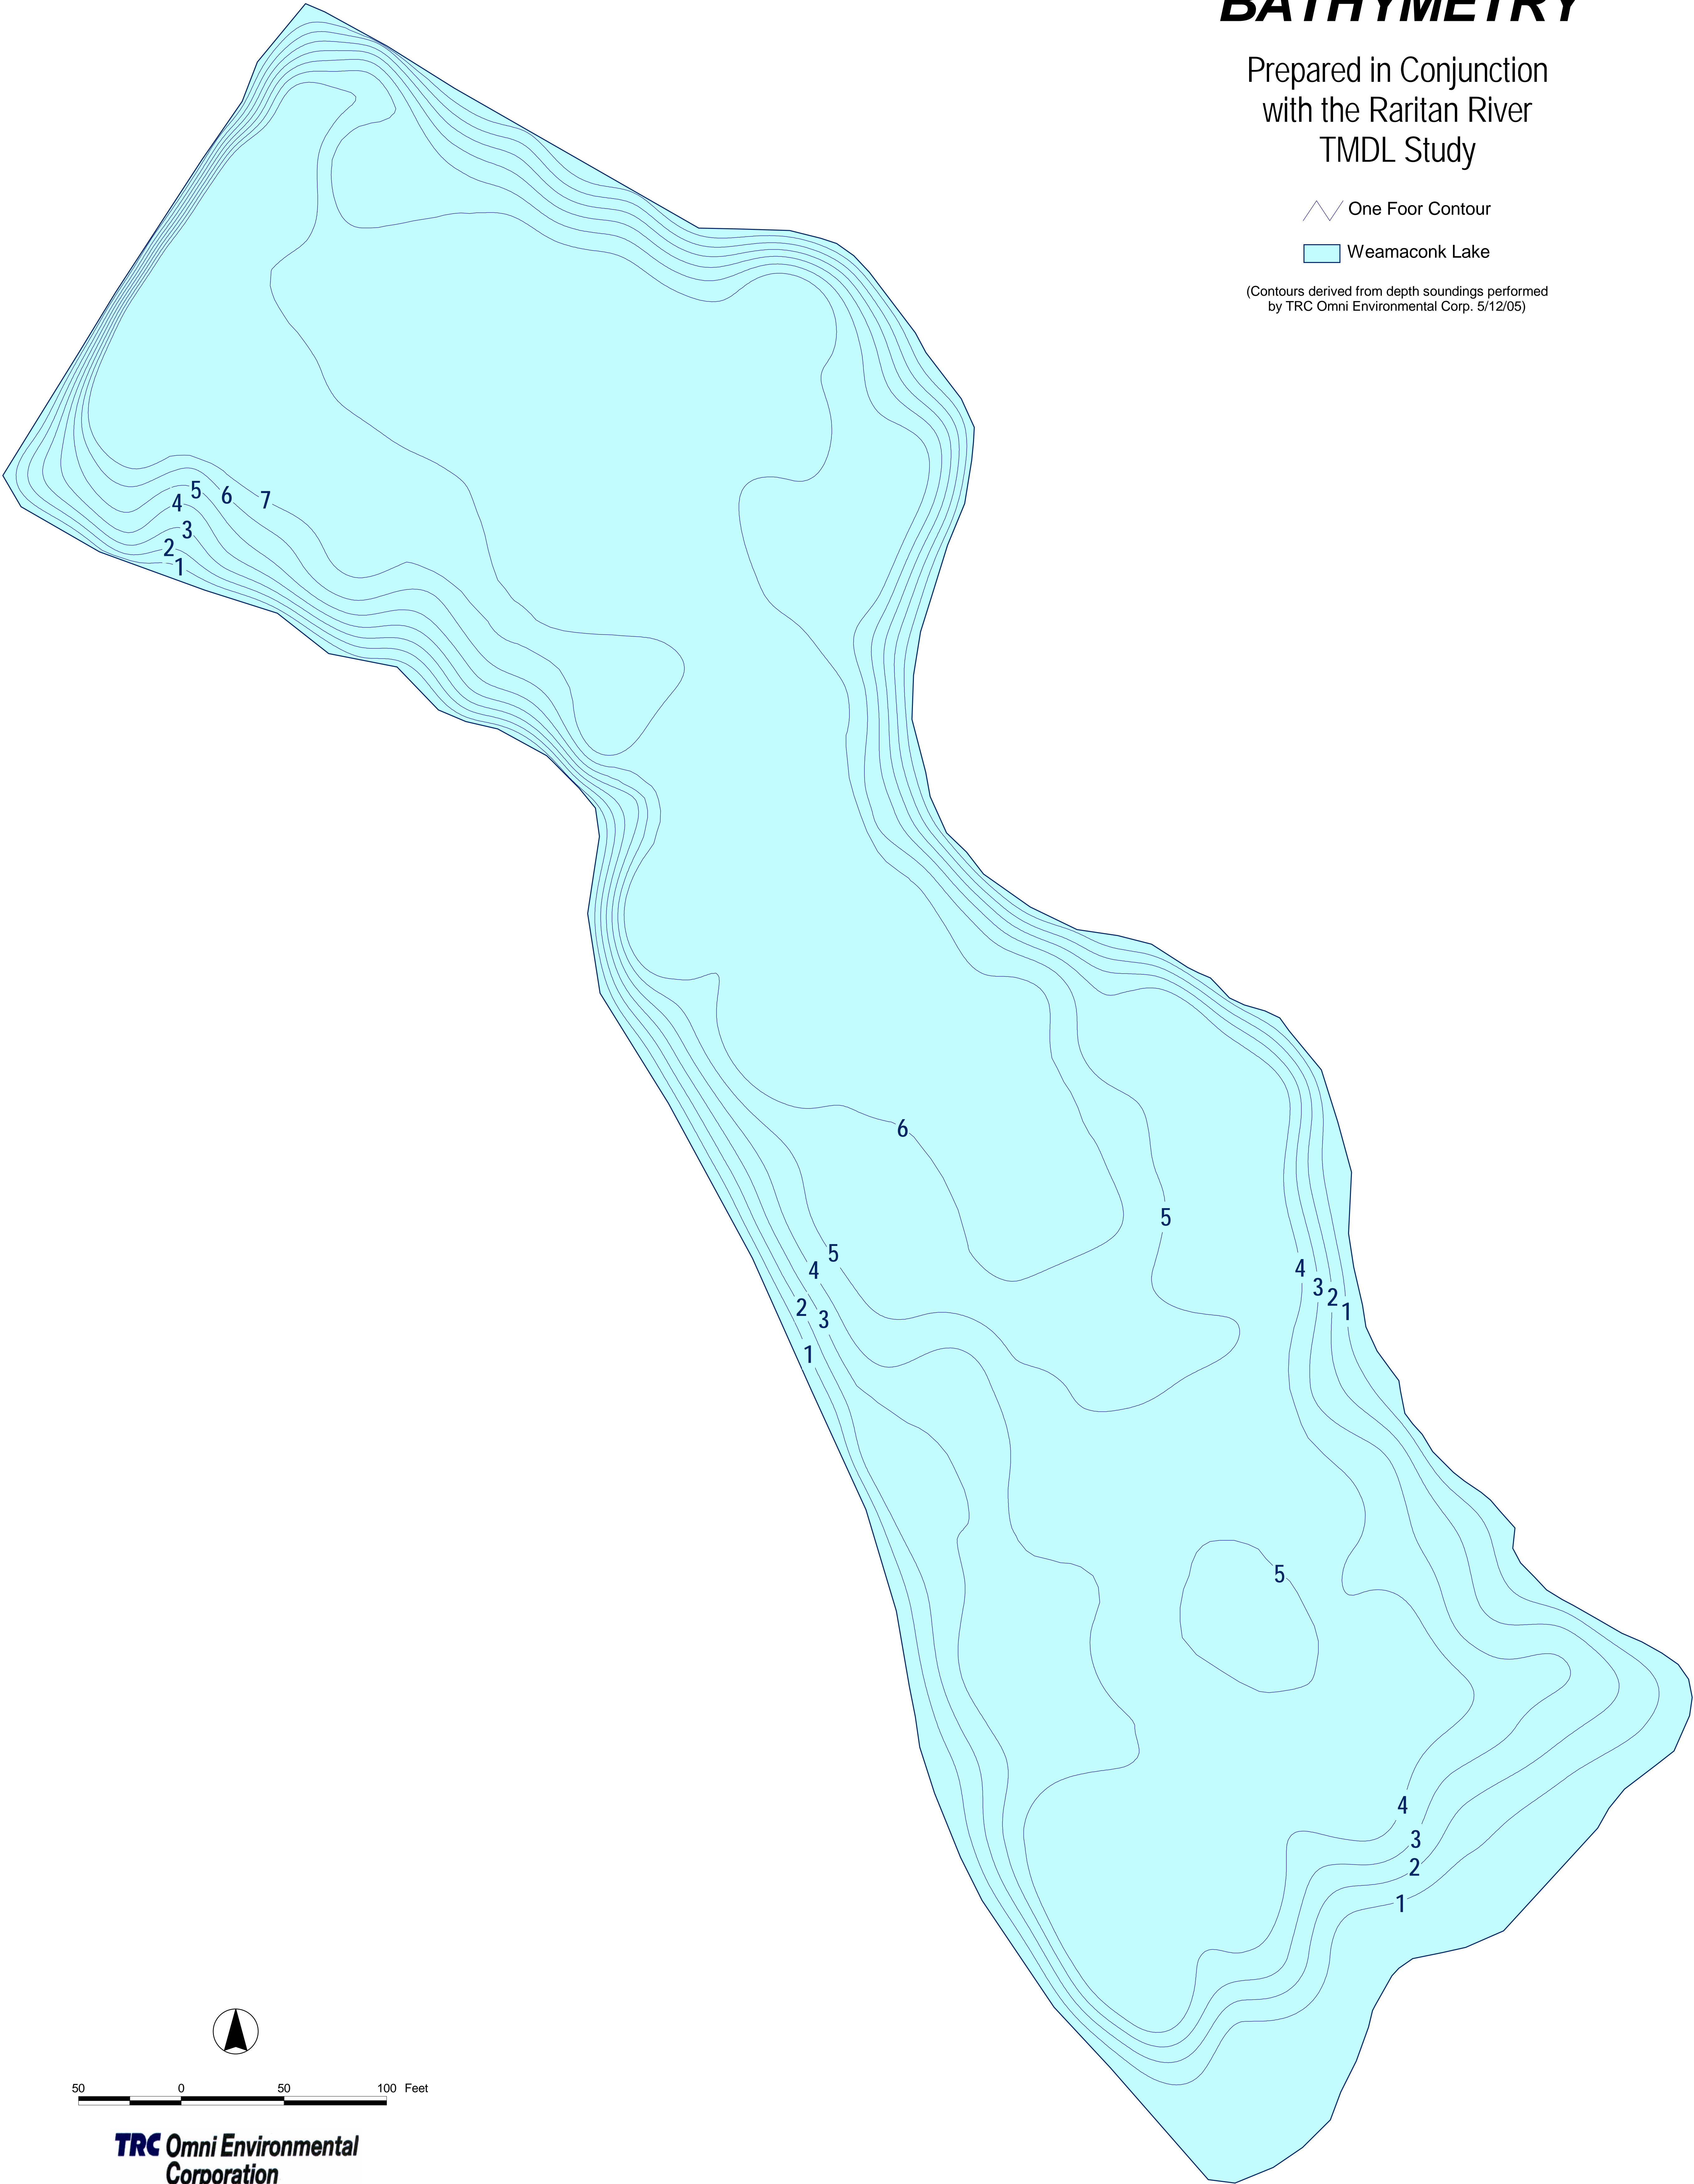 BATHYMETRY
Prepared in Conjunction
with the Raritan River
TMDL Study
One Foor Contour
Weamaconk Lake
(Contours derived from depth soundings performed
by TRC Omni Environmental Corp. 5/12/05)
5
6
7
4
3
2
1
6
5
5
4
4
3
2
1
2
3
1
5
4
3
2
1
50 0 50 100 Feet
TRC Omni Environmental
Corporation